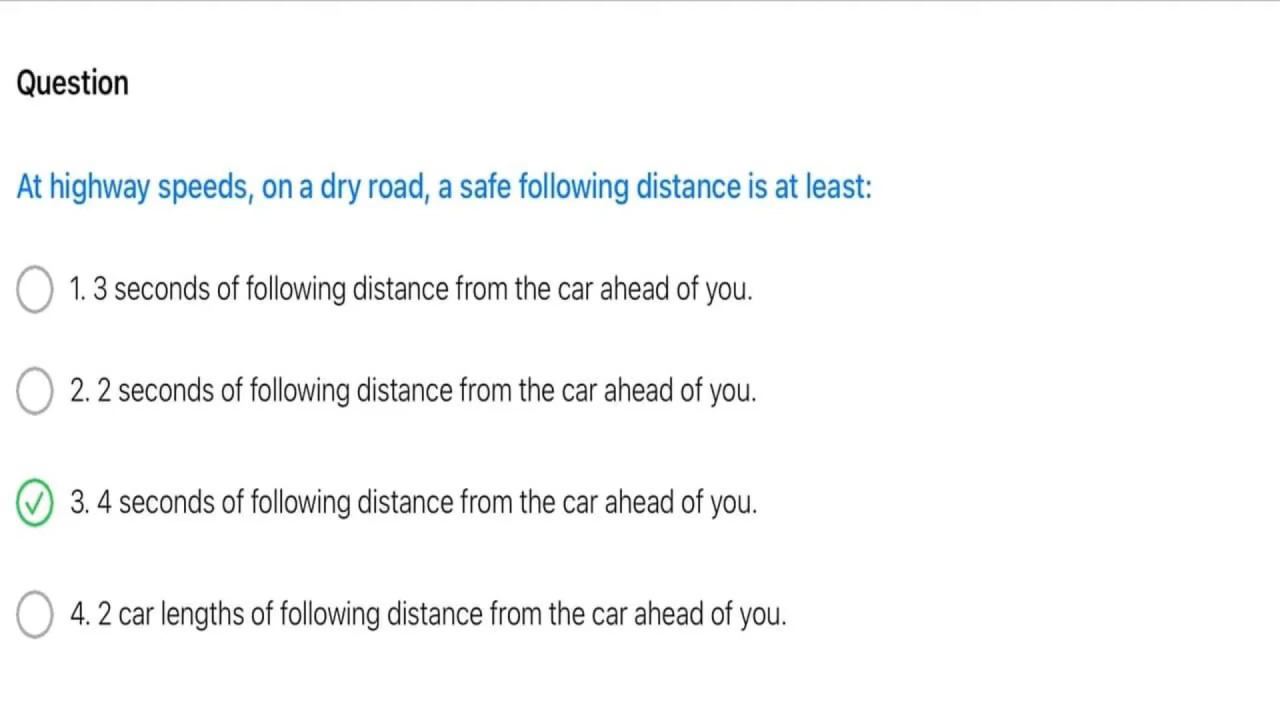 Question
At highway speeds, on a dry road, a safe following distance is at least:
1. 3 seconds of following distance from the car ahead of you.
2. 2 seconds of following distance from the car ahead of you.
3. 4 seconds of following distance from the car ahead of you.
4. 2 car lengths of following distance from the car ahead of you.